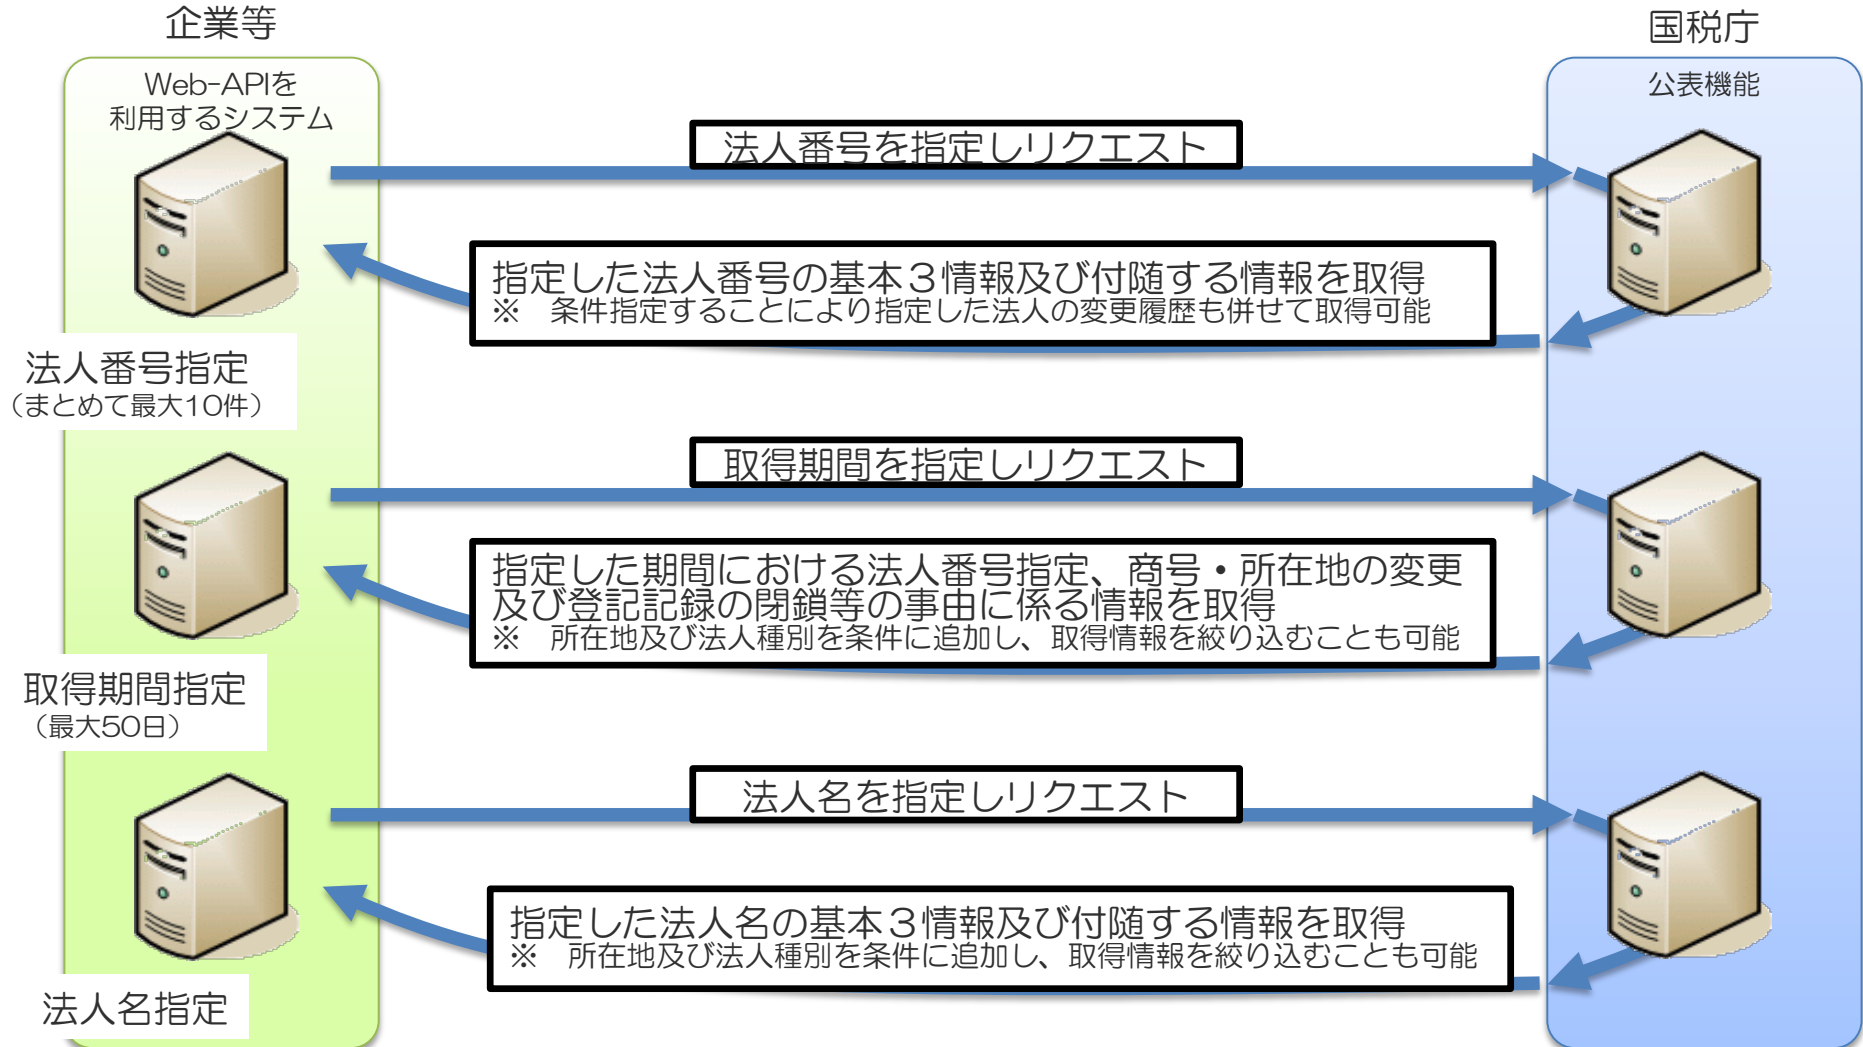 企業等
国税庁
Web-APIを
利用するシステム
公表機能
法人番号を指定しリクエスト
指定した法人番号の基本３情報及び付随する情報を取得
※　条件指定することにより指定した法人の変更履歴も併せて取得可能
法人番号指定
（まとめて最大10件）
取得期間を指定しリクエスト
指定した期間における法人番号指定、商号・所在地の変更
及び登記記録の閉鎖等の事由に係る情報を取得
※　所在地及び法人種別を条件に追加し、取得情報を絞り込むことも可能
取得期間指定
（最大50日）
法人名を指定しリクエスト
指定した法人名の基本３情報及び付随する情報を取得
※　所在地及び法人種別を条件に追加し、取得情報を絞り込むことも可能
法人名指定